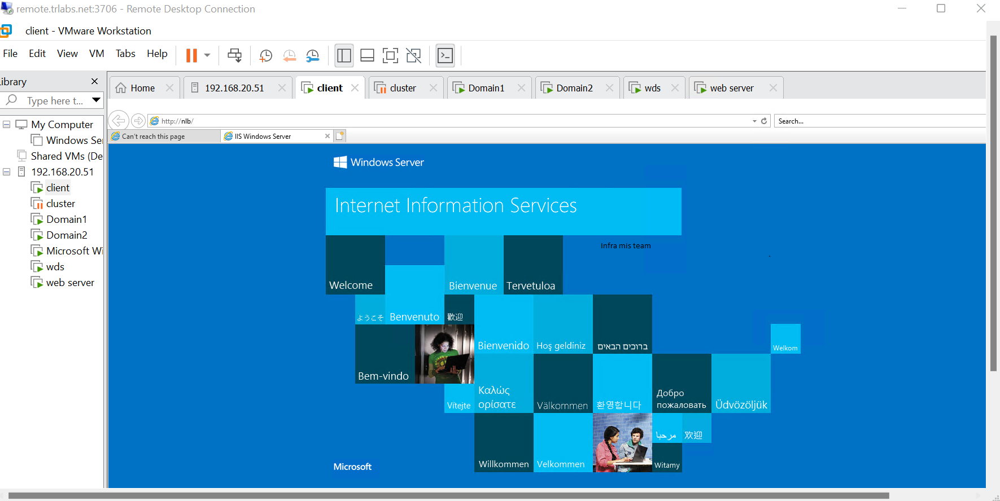 remote.trlabs.net:3706 - Remote Desktop Connection
client - VMware Workstation
File Edit View VM Tabs Help
Library
Type here t...
My Computer
Windows Ser
Shared VMs (De
192.168.20.51
client
cluster
Domain1
Domain2
Microsoft Wi
wds
web server
Home 192.168.20.51 client cluster Domain1 Domain2 wds web server
http://nlb/ Search...
Can't reach this page IIS Windows Server
Windows Server
Internet Information Services
Infra mis team
Welcome Bienvenue Tervetuloa
ようこそ Benvenuto 歡迎
Bienvenido Hoş geldiniz ברוכים הבאים Welkom
Bem-vindo
Vítejte Καλώς
ορίσατε
Välkommen 환영합니다 Добро
пожаловать
Üdvözöljük
مرحبا 欢迎
Willkommen Velkommen Witamy
Microsoft